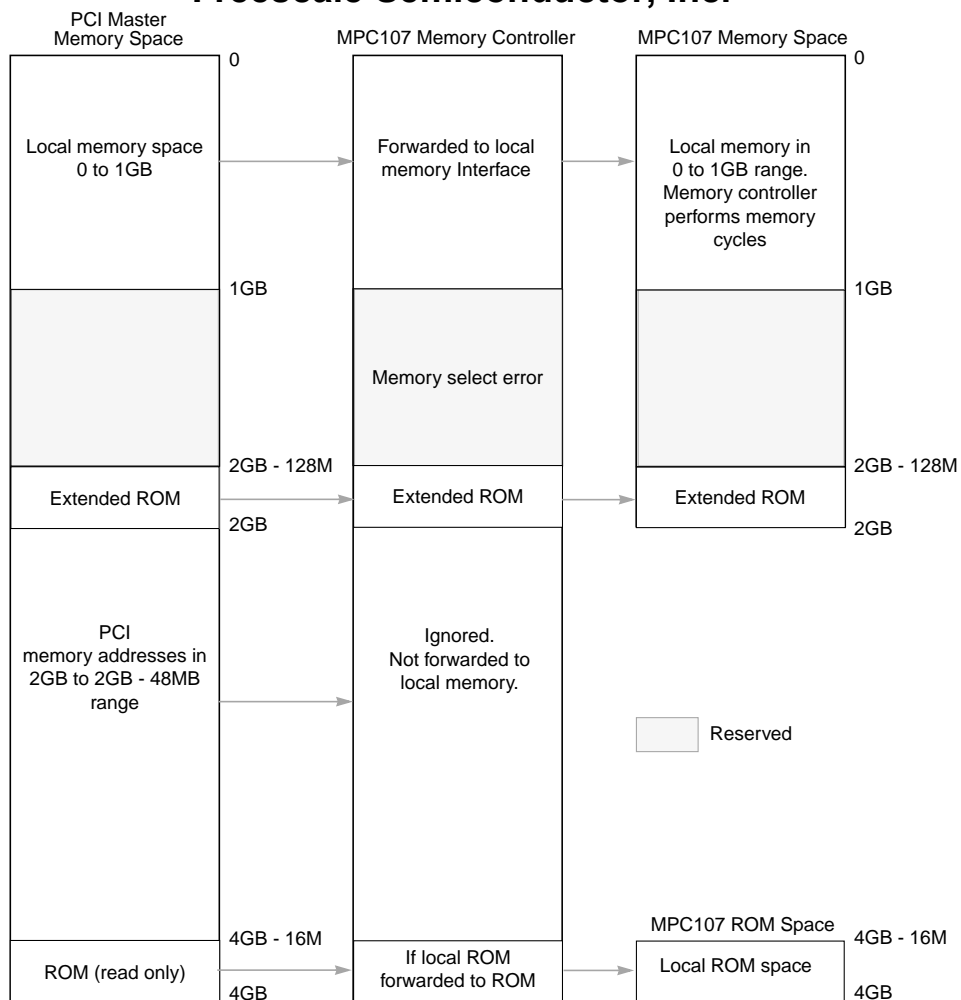 Freescale Semiconductor, Inc.
PCI Master
Memory Space
MPC107 Memory Controller
MPC107 Memory Space
0
0
Local memory space
0 to 1GB
Forwarded to local
memory Interface
Local memory in
0 to 1GB range.
Memory controller
performs memory
cycles
1GB
1GB
Memory select error
2GB - 128M
2GB - 128M
Extended ROM
Extended ROM
Extended ROM
2GB
2GB
PCI
memory addresses in
2GB to 2GB - 48MB
range
Ignored.
Not forwarded to
local memory.
Reserved
MPC107 ROM Space
4GB - 16M
4GB - 16M
ROM (read only)
If local ROM
forwarded to ROM
Local ROM space
4GB
4GB